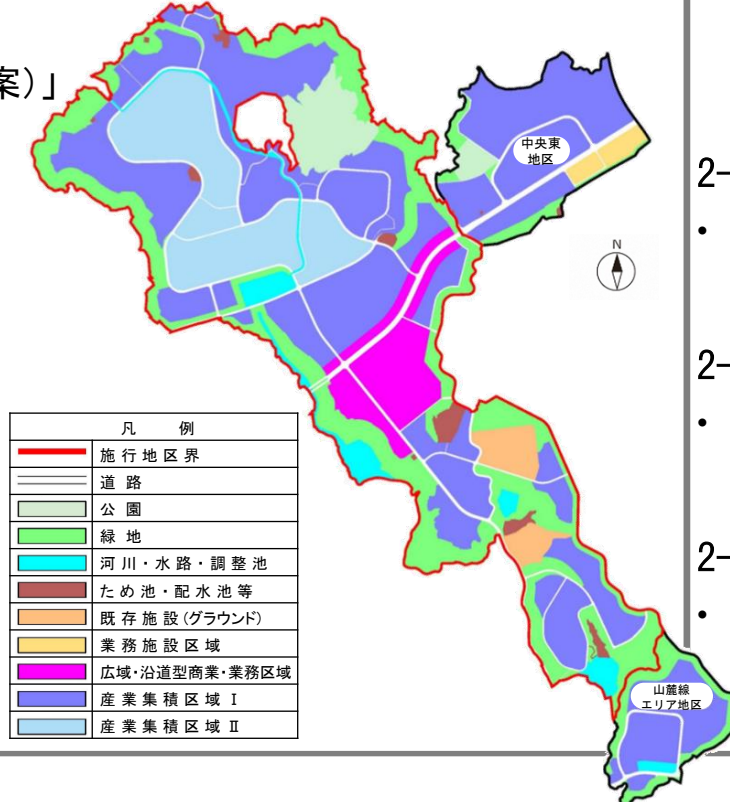 案）」
中央東
地区
2-
・
N
2-
・
凡 例
施行地区界
道 路
公 園
緑 地
河川・水路・調整池
ため池・配水池等
既存施設(グラウンド)
業務施設区域
広域・沿道型商業・業務区域
産業集積区域 Ⅰ
産業集積区域 Ⅱ
2-
・
山麓線
エリア地区